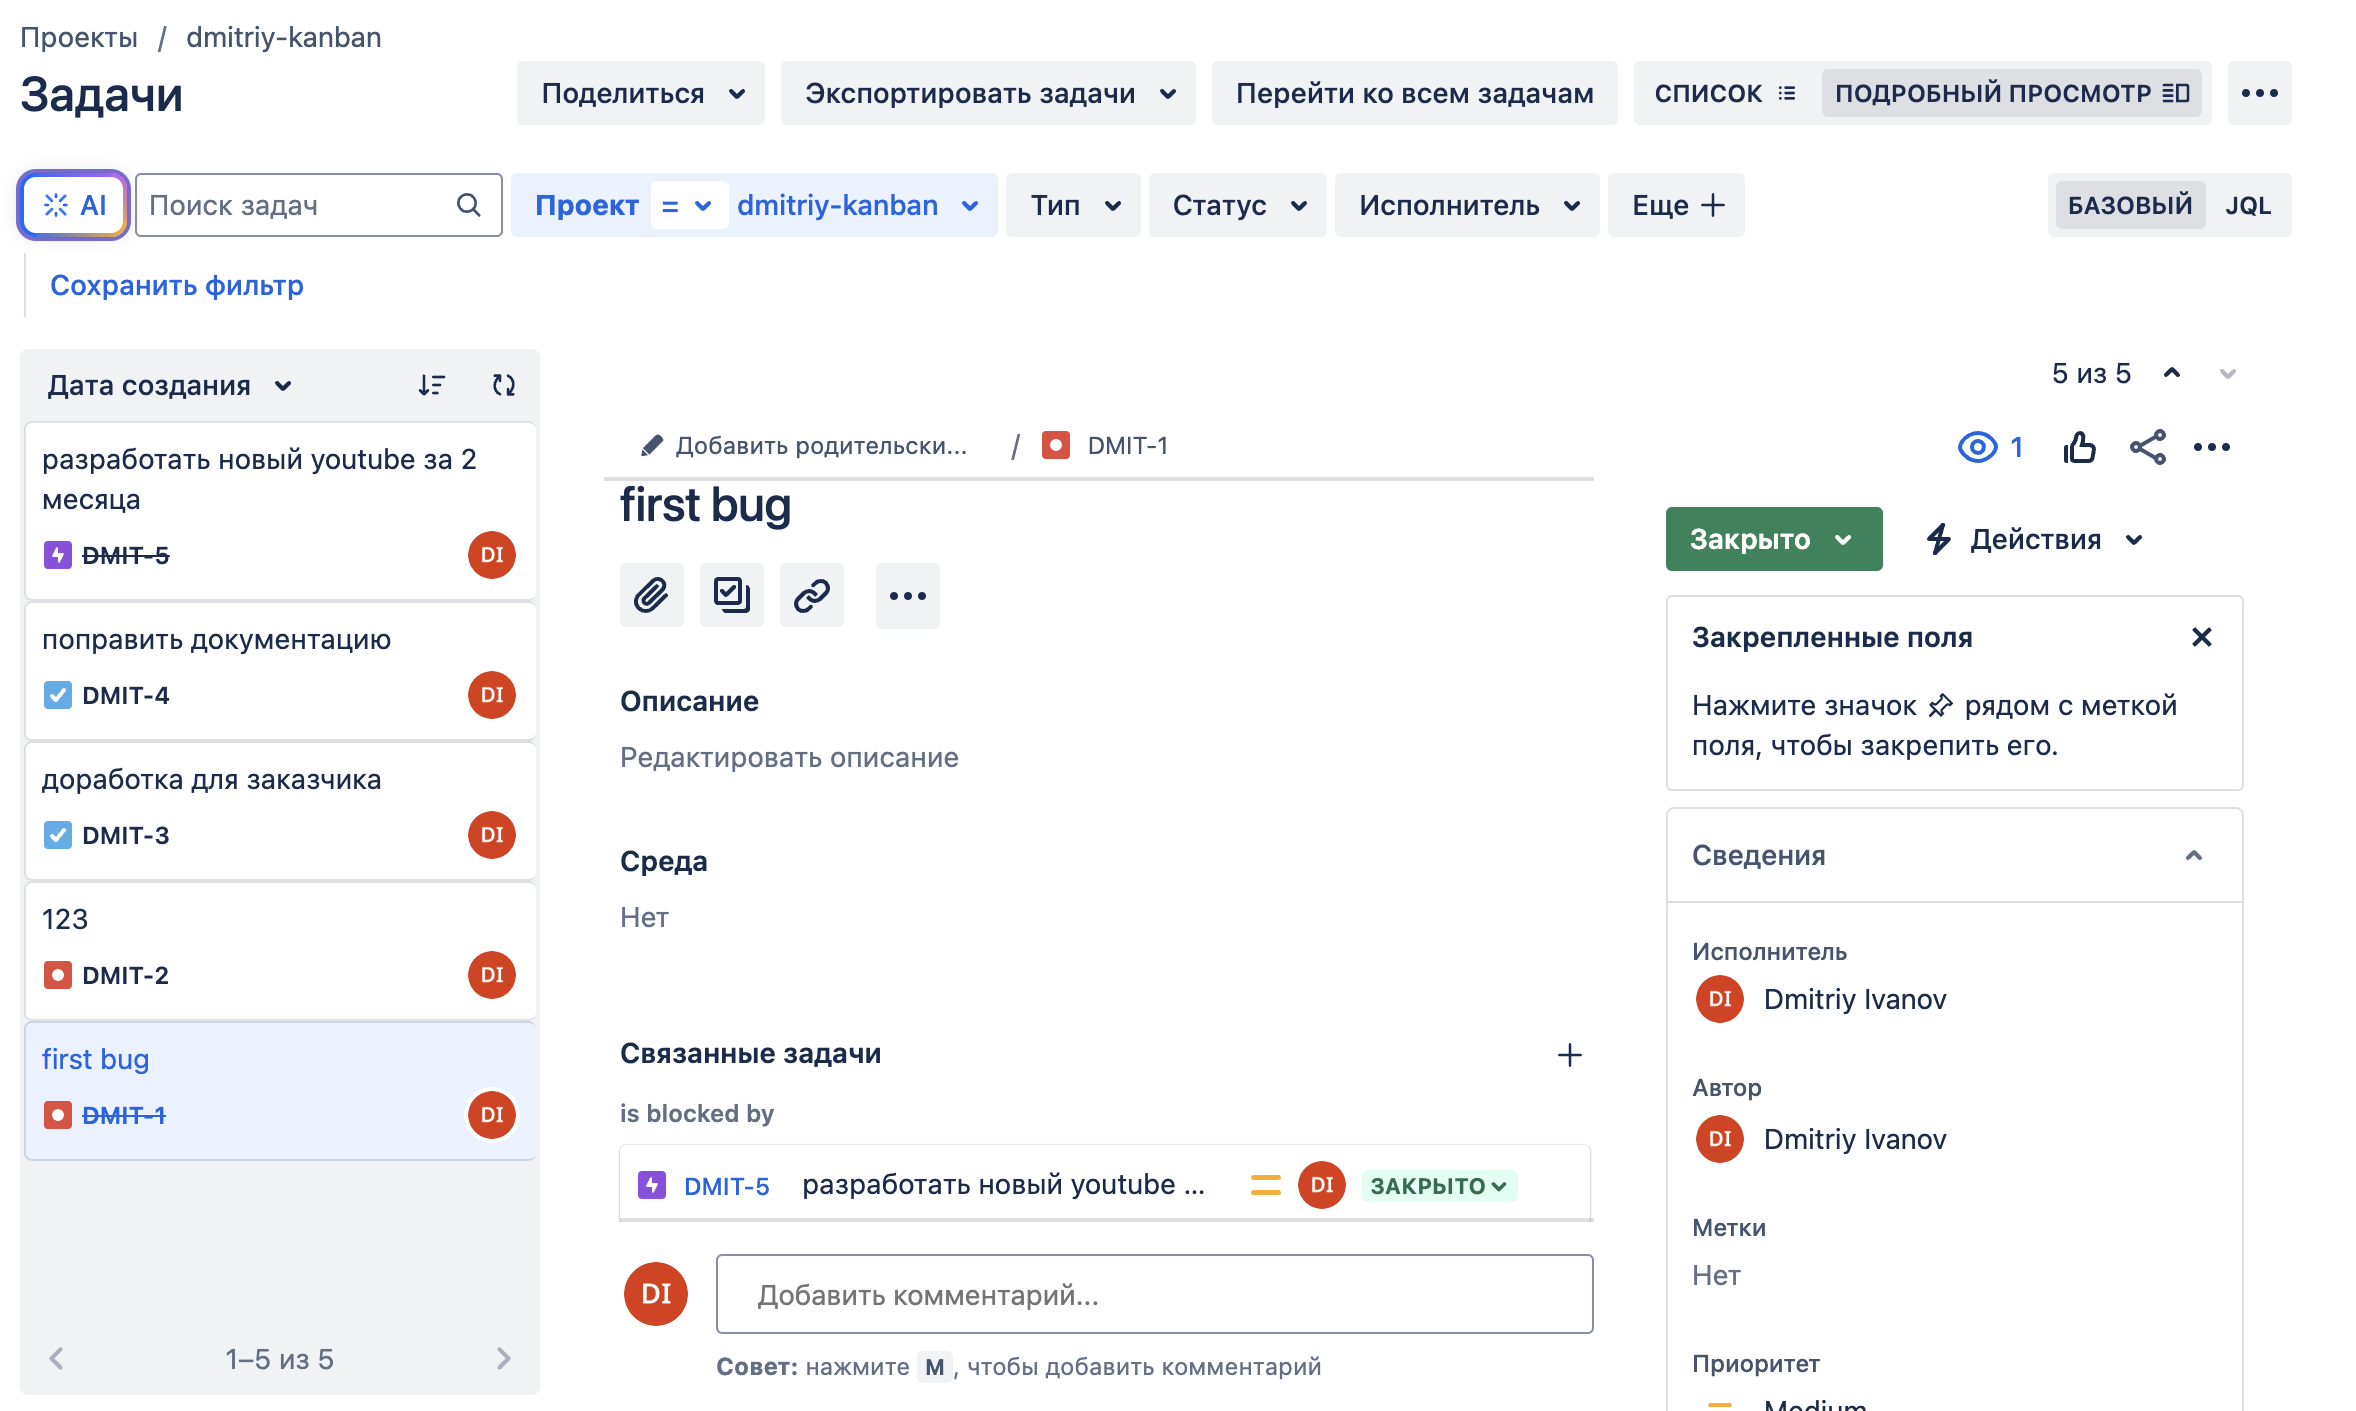 Проекты / dmitriy-kanban
Задачи
Поделиться
Экспортировать задачи
Перейти ко всем задачам
СПИСОК
ПОДРОБНЫЙ ПРОСМОТР
AI
Поиск задач
Проект = dmitriy-kanban
Тип
Статус
Исполнитель
Еще
БАЗОВЫЙ
JQL
Сохранить фильтр
Дата создания
разработать новый youtube за 2
месяца
DMIT-5 DI
поправить документацию
DMIT-4 DI
доработка для заказчика
DMIT-3 DI
123
DMIT-2 DI
first bug
DMIT-1 DI
1–5 из 5
Добавить родительски... / DMIT-1
first bug
Описание
Редактировать описание
Среда
Нет
Связанные задачи
is blocked by
DMIT-5 разработать новый youtube ... DI ЗАКРЫТО
DI Добавить комментарий...
Совет: нажмите M, чтобы добавить комментарий
5 из 5
1
Закрыто
Действия
Закрепленные поля
Нажмите значок рядом с меткой
поля, чтобы закрепить его.
Сведения
Исполнитель
DI Dmitriy Ivanov
Автор
DI Dmitriy Ivanov
Метки
Нет
Приоритет
Medium